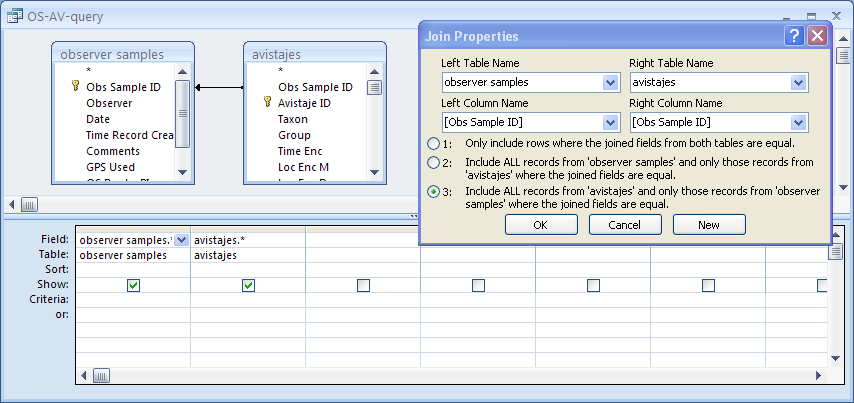 OS-AV-query
observer samples
*
Obs Sample ID
Observer
Date
Time Record Crea
Comments
GPS Used
avistajes
*
Obs Sample ID
Avistaje ID
Taxon
Group
Time Enc
Loc Enc M
Join Properties
?
Left Table Name
Right Table Name
observer samples
avistajes
Left Column Name
Right Column Name
[Obs Sample ID]
[Obs Sample ID]
1: Only include rows where the joined fields from both tables are equal.
2: Include ALL records from 'observer samples' and only those records from
'avistajes' where the joined fields are equal.
3: Include ALL records from 'avistajes' and only those records from 'observer
samples' where the joined fields are equal.
OK Cancel New
Field: observer samples.* avistajes.*
Table: observer samples avistajes
Sort:
Show:
Criteria:
or: